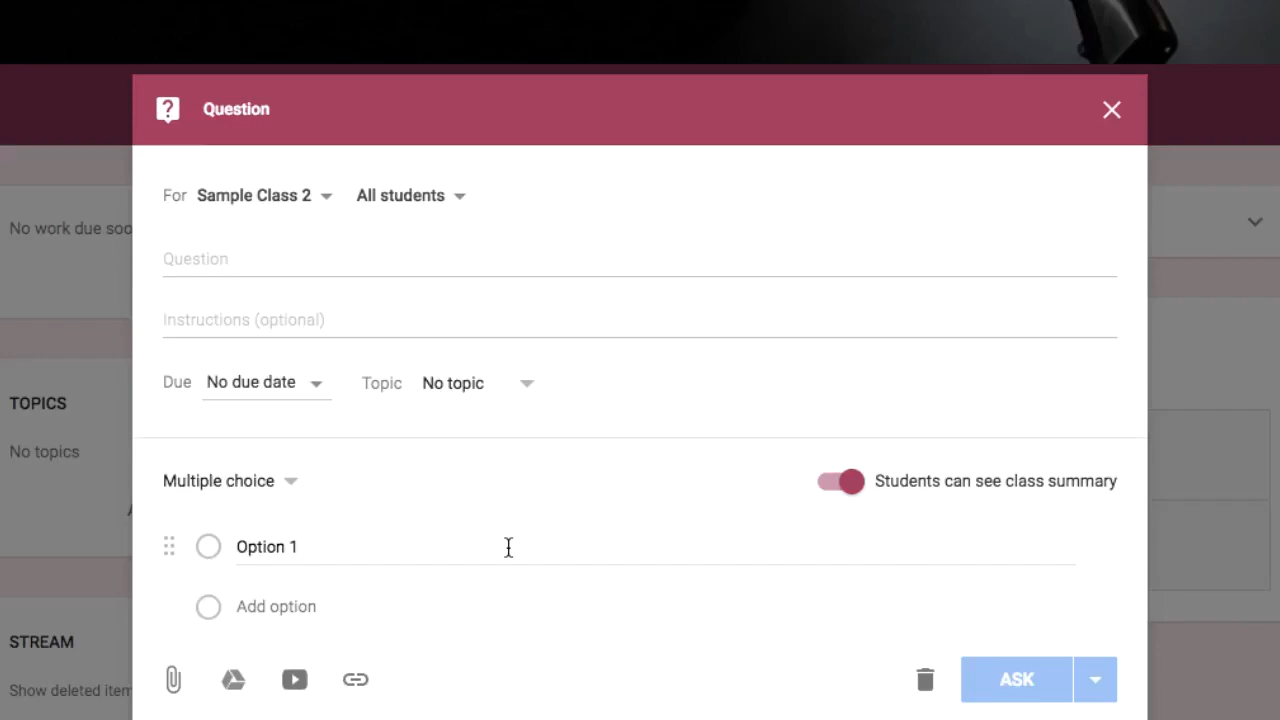 Question
For Sample Class 2 All students
No work due soo
Question
Instructions (optional)
Due No due date Topic No topic
TOPICS
No topics
Multiple choice Students can see class summary
A
Option 1
Add option
STREAM
Show deleted item
ASK